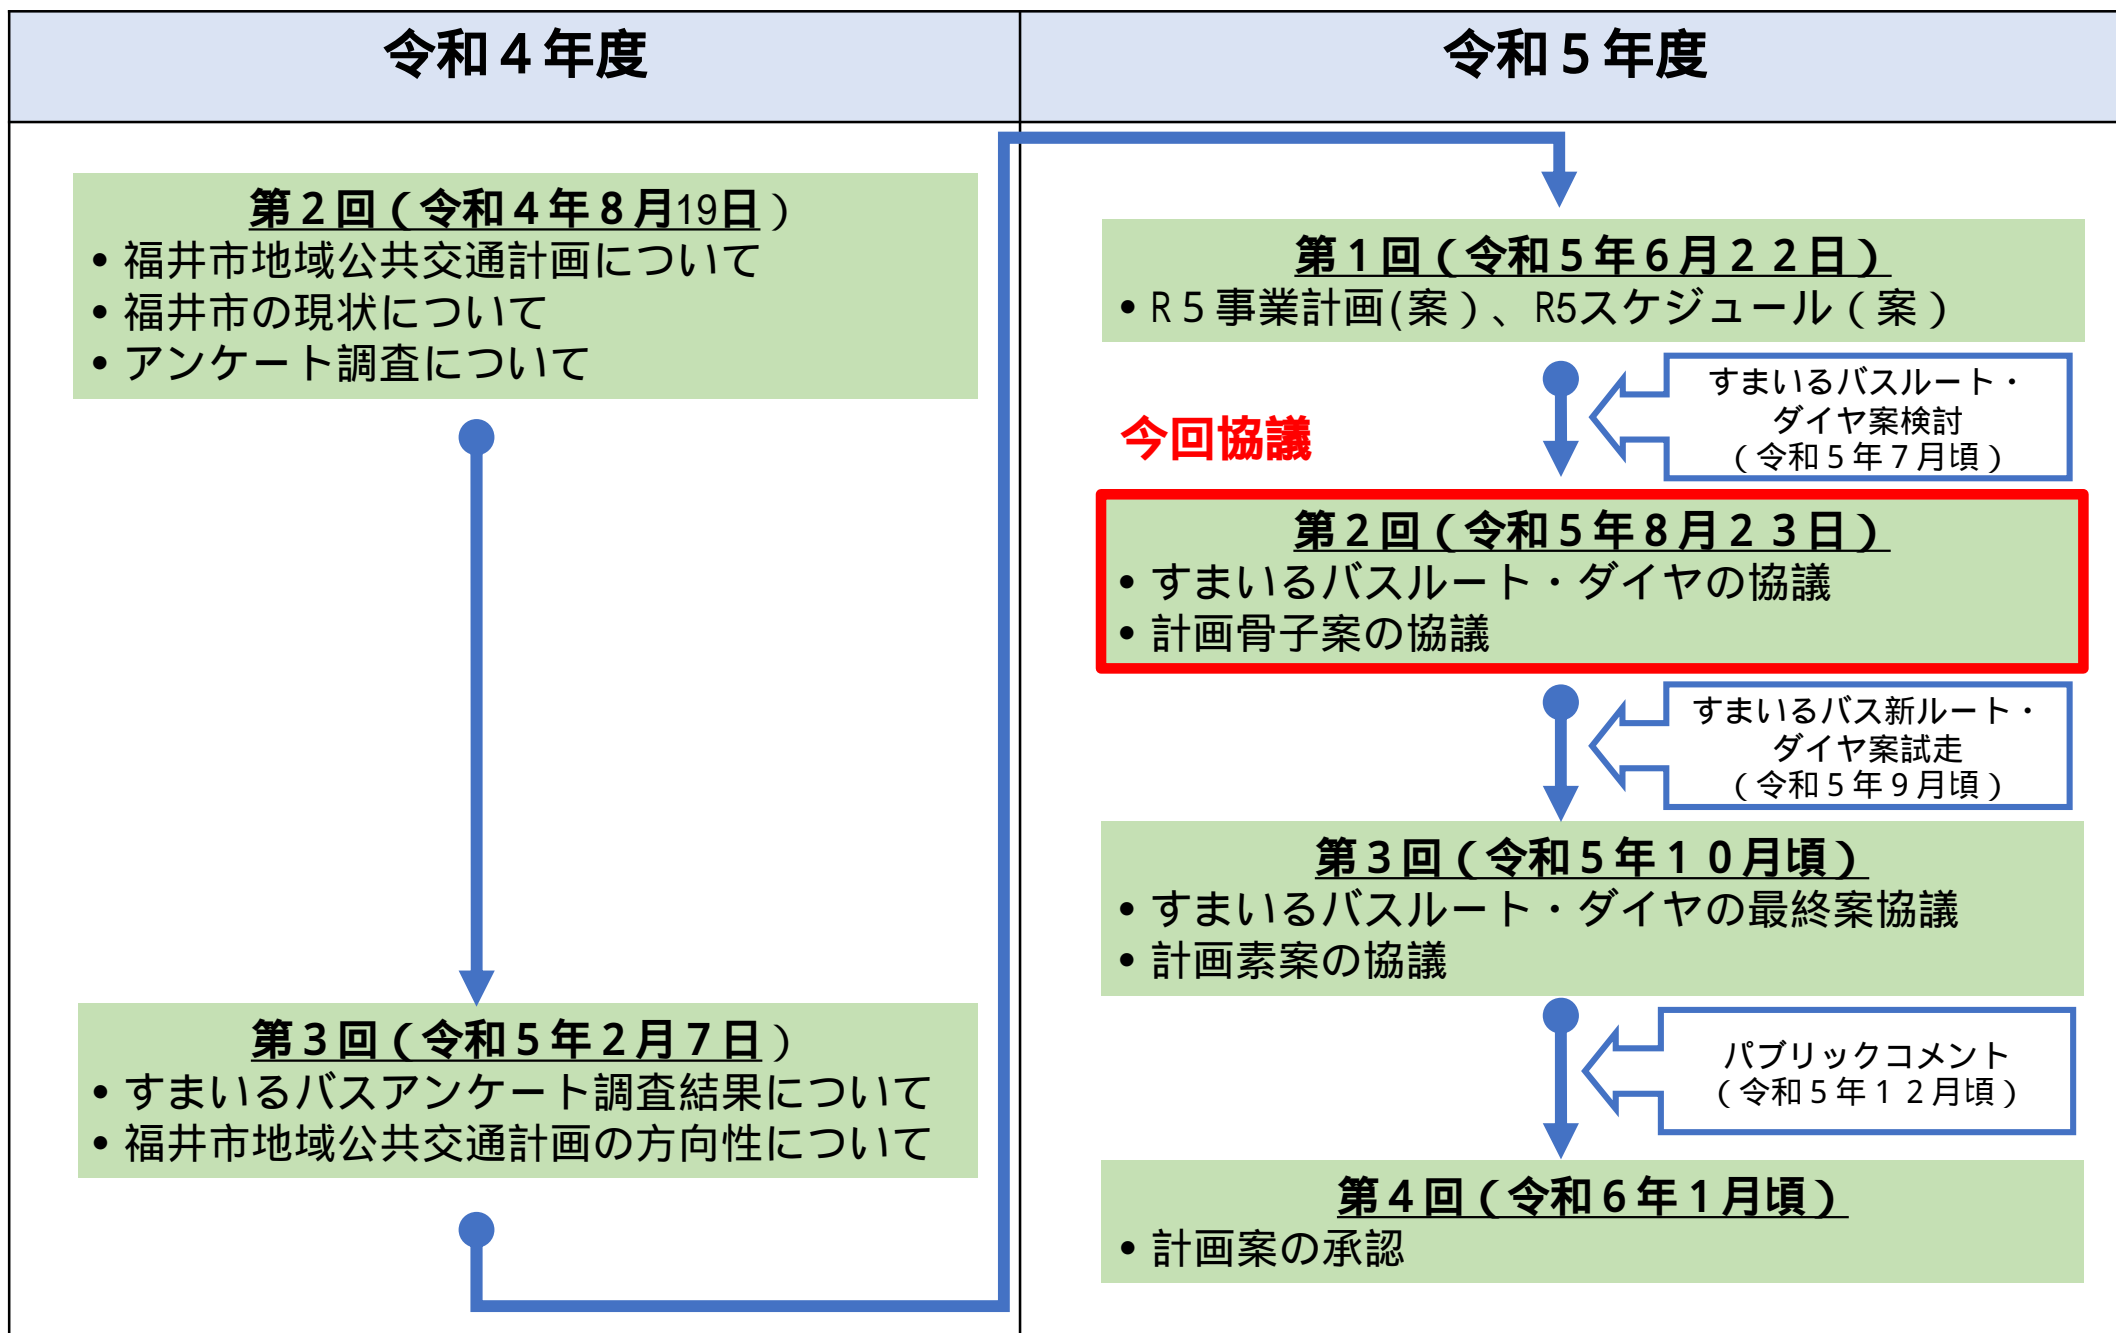 令和４年度
第２回（令和４年８月19日）
• 福井市地域公共交通計画について
• 福井市の現状について
• アンケート調査について
第３回（令和５年２月７日）
• すまいるバスアンケート調査結果について
• 福井市地域公共交通計画の方向性について
令和５年度
第１回（令和５年６月２２日）
• R５事業計画(案）、R5スケジュール（案）
すまいるバスルート・
ダイヤ案検討
（令和５年７月頃）
今回協議
第２回（令和５年８月２３日）
• すまいるバスルート・ダイヤの協議
• 計画骨子案の協議
すまいるバス新ルート・
ダイヤ案試走
（令和５年９月頃）
第３回（令和５年１０月頃）
• すまいるバスルート・ダイヤの最終案協議
• 計画素案の協議
パブリックコメント
（令和５年１２月頃）
第４回（令和６年１月頃）
• 計画案の承認